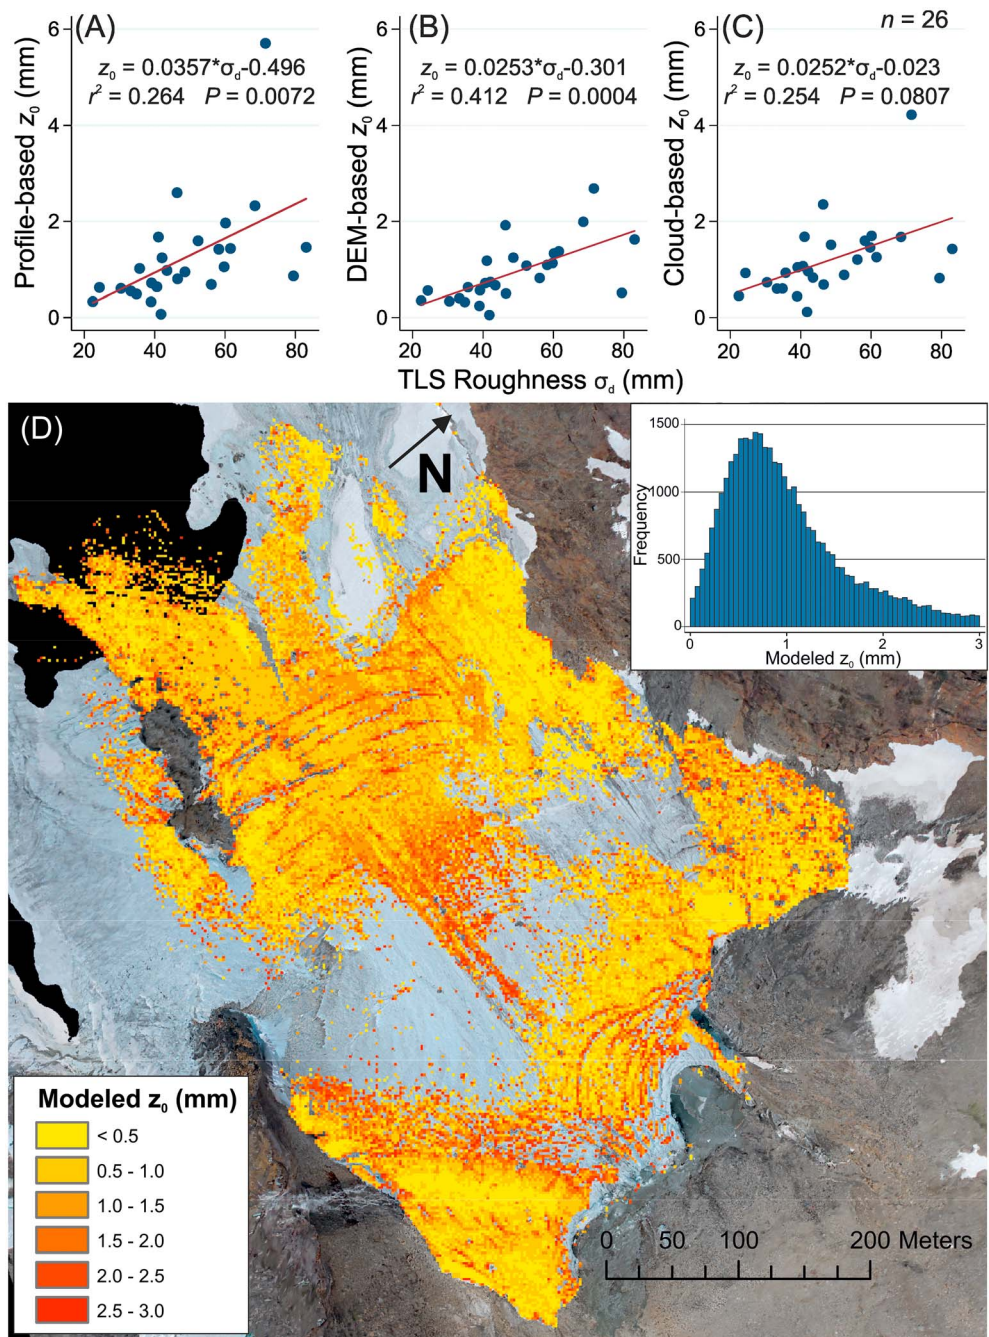 (A)
Profile-based z₀ (mm)
z₀ = 0.0357*σd-0.496
r² = 0.264 P = 0.0072
6
4
2
0
20 40 60 80
(B)
DEM-based z₀ (mm)
z₀ = 0.0253*σd-0.301
r² = 0.412 P = 0.0004
6
4
2
0
20 40 60 80
(C)
n = 26
Cloud-based z₀ (mm)
z₀ = 0.0252*σd-0.023
r² = 0.254 P = 0.0807
6
4
2
0
20 40 60 80
TLS Roughness σd (mm)
(D)
N
Frequency
1500
1000
500
0
0 1 2 3
Modeled z₀ (mm)
Modeled z₀ (mm)
< 0.5
0.5 - 1.0
1.0 - 1.5
1.5 - 2.0
2.0 - 2.5
2.5 - 3.0
0 50 100 200 Meters